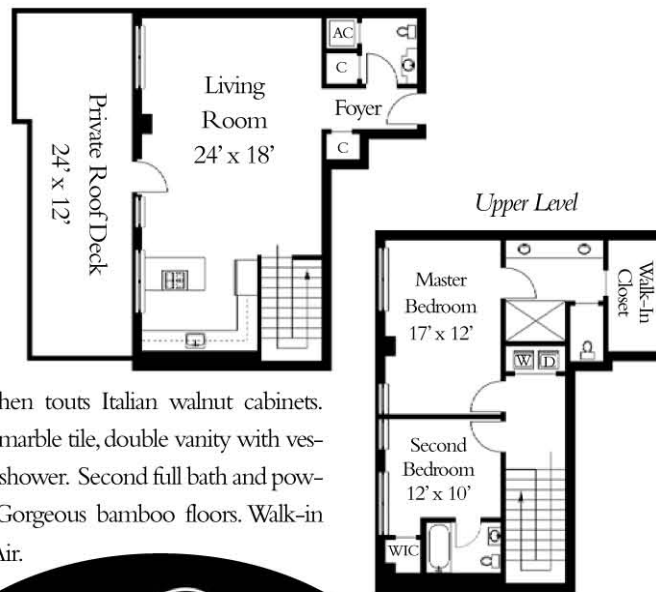 AC
C
Living
Room
24' x 18'
Foyer
C
Private Roof Deck
24' x 12'
Upper Level
Master
Bedroom
17' x 12'
Walk-In
Closet
W D
Second
Bedroom
12' x 10'
WIC
touts Italian walnut cabinets.
marble tile, double vanity with ves-
shower. Second full bath and pow-
Gorgeous bamboo floors. Walk-in
Air.